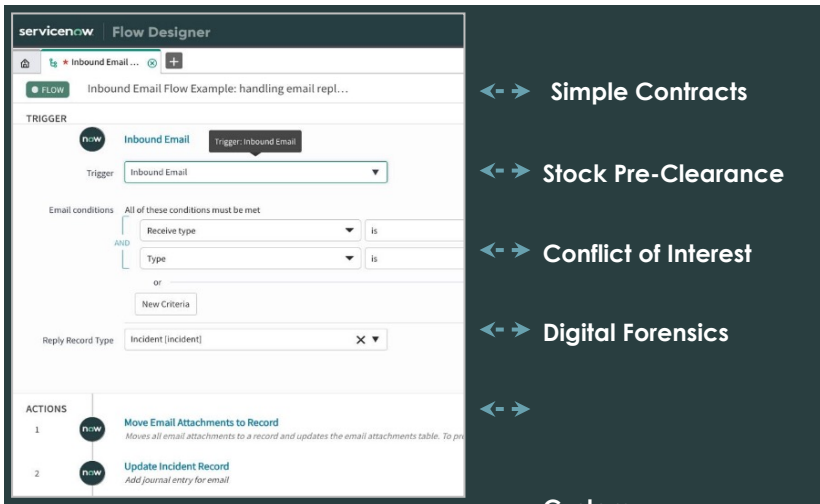 servicenow Flow Designer
Inbound Email ...
FLOW Inbound Email Flow Example: handling email repl...
TRIGGER
now Inbound Email
Trigger: Inbound Email
Trigger Inbound Email
Email conditions All of these conditions must be met
Receive type is
AND
Type is
or
New Criteria
Reply Record Type Incident [incident]
ACTIONS
1 now Move Email Attachments to Record
Moves all email attachments to a record and updates the email attachments table. To pre
2 now Update Incident Record
Add journal entry for email
Simple Contracts
Stock Pre-Clearance
Conflict of Interest
Digital Forensics